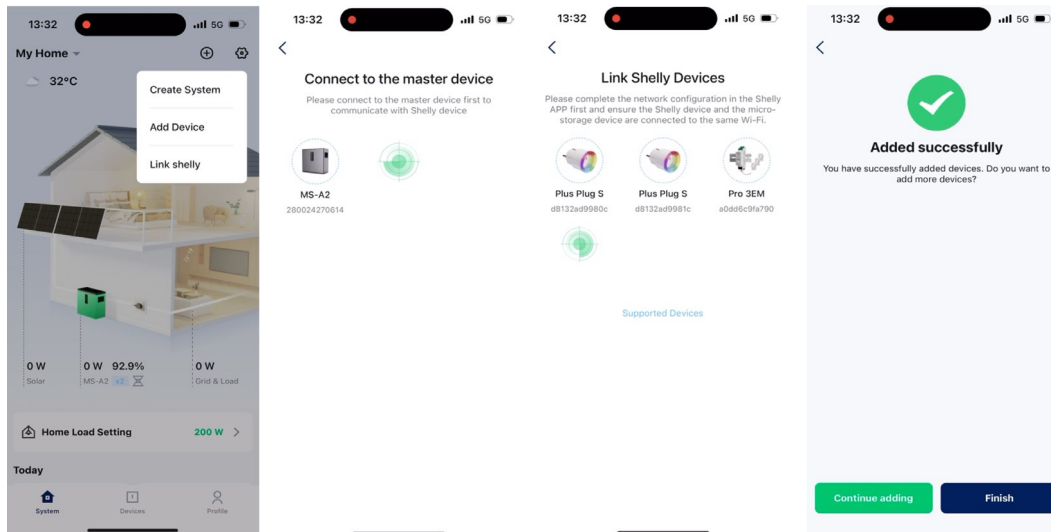 13:32
5G
My Home
32°C
Create System
Add Device
Link shelly
0 W
0 W 92.9%
0 W
Solar
MS-A2 x2
Grid & Load
Home Load Setting
200 W
Today
System
Devices
Profile
13:32
5G
Connect to the master device
Please connect to the master device first to
communicate with Shelly device
MS-A2
280024270614
13:32
5G
Link Shelly Devices
Please complete the network configuration in the Shelly
APP first and ensure the Shelly device and the micro-
storage device are connected to the same Wi-Fi.
Plus Plug S
Plus Plug S
Pro 3EM
d8132ad9980c
d8132ad9981c
a0dd6c9fa790
Supported Devices
13:32
5G
Added successfully
You have successfully added devices. Do you want to
add more devices?
Continue adding
Finish